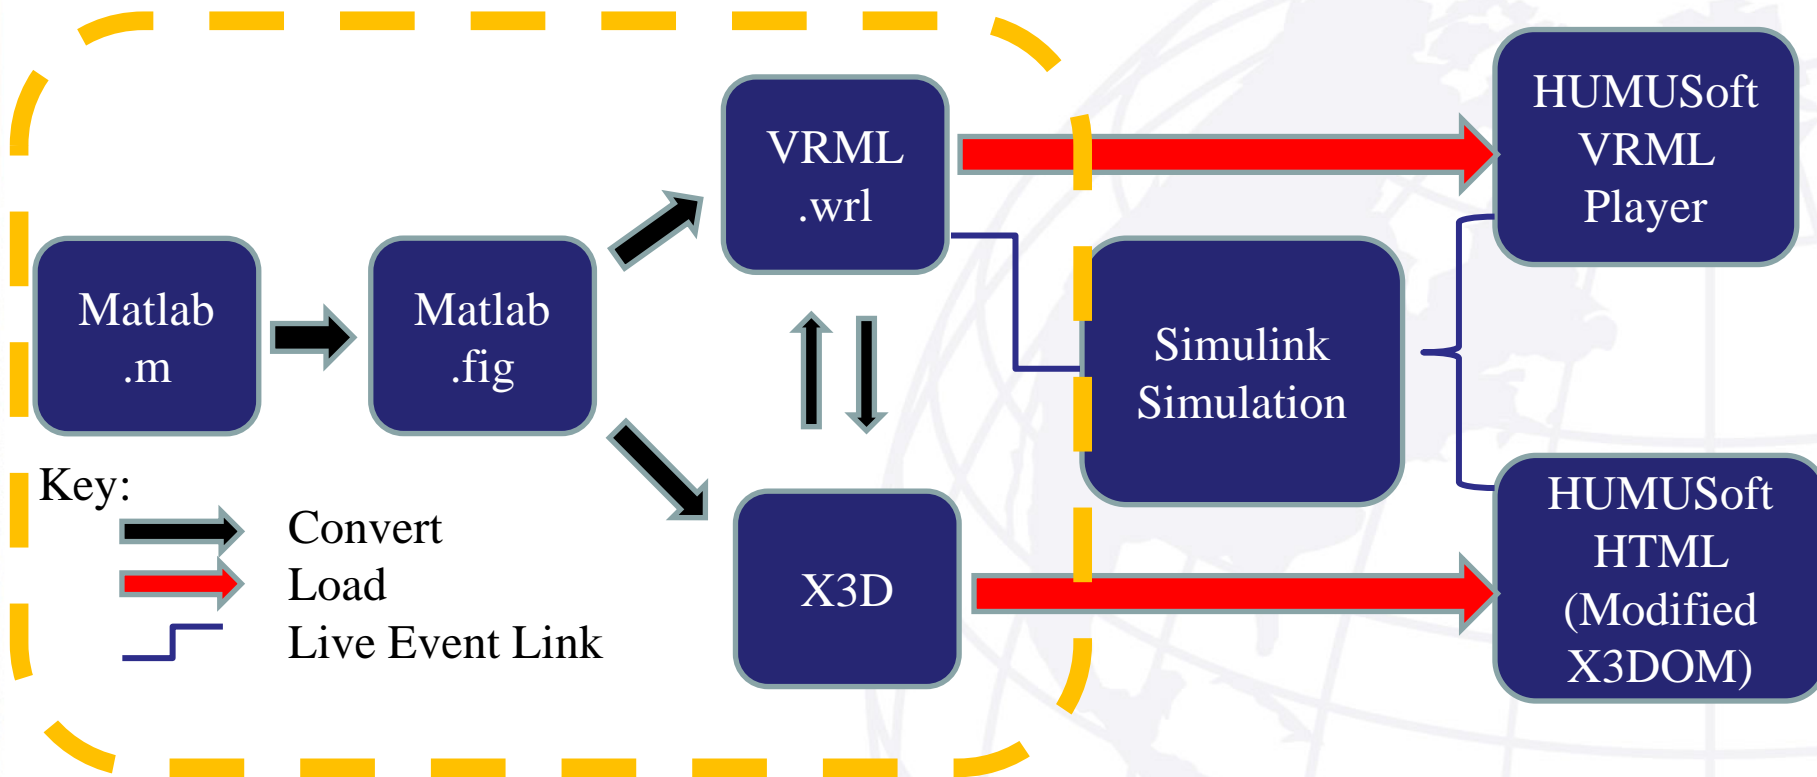 Matlab
.m
Matlab
.fig
VRML
.wrl
X3D
Simulink
Simulation
HUMUSoft
VRML
Player
HUMUSoft
HTML
(Modified
X3DOM)
Key:
Convert
Load
Live Event Link